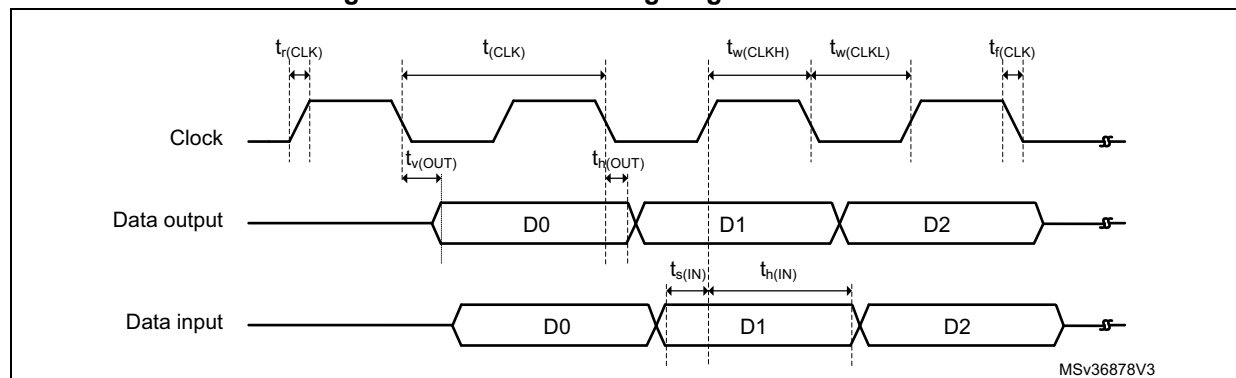 t_r(CLK) t_(CLK) t_w(CLKH) t_w(CLKL) t_f(CLK)
Clock
t_v(OUT) t_h(OUT)
Data output D0 D1 D2
t_s(IN) t_h(IN)
Data input D0 D1 D2
MSv36878V3